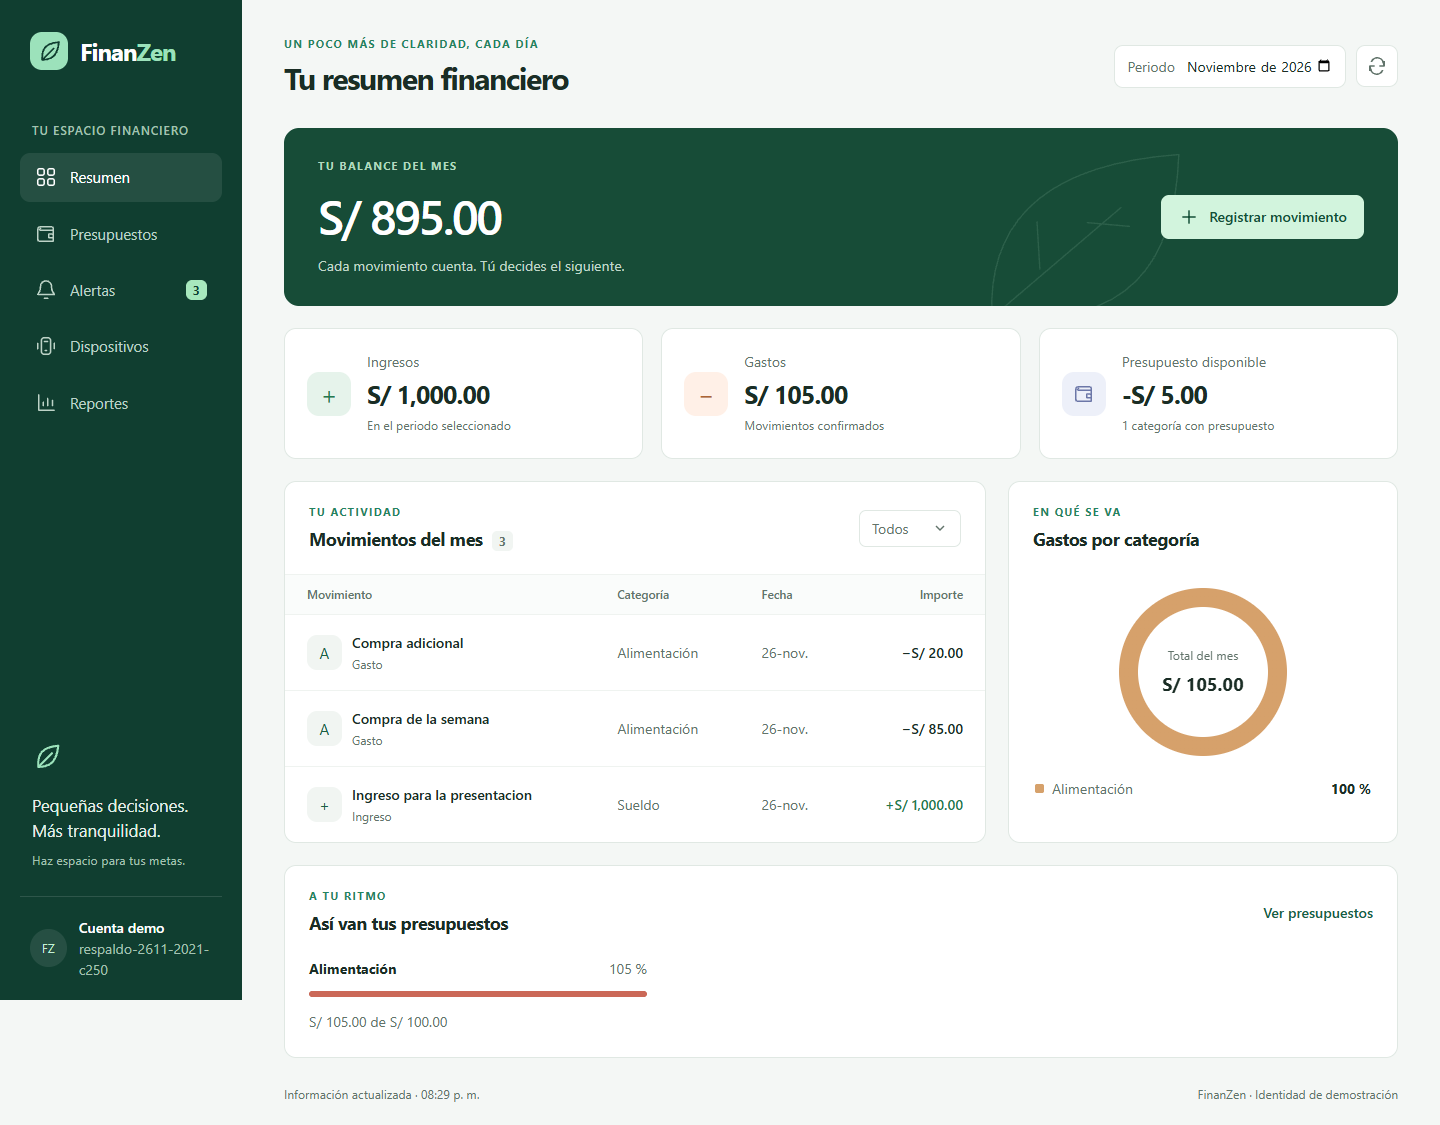 FinanZen
TU ESPACIO FINANCIERO
Resumen
Presupuestos
Alertas
3
Dispositivos
Reportes
Pequeñas decisiones.
Más tranquilidad.
Haz espacio para tus metas.
FZ
Cuenta demo
respaldo-2611-2021-
c250
UN POCO MÁS DE CLARIDAD, CADA DÍA
Tu resumen financiero
Periodo Noviembre de 2026
TU BALANCE DEL MES
S/ 895.00
Cada movimiento cuenta. Tú decides el siguiente.
+ Registrar movimiento
Ingresos
+ S/ 1,000.00
En el periodo seleccionado
Gastos
− S/ 105.00
Movimientos confirmados
Presupuesto disponible
-S/ 5.00
1 categoría con presupuesto
TU ACTIVIDAD
Movimientos del mes 3
Todos
Movimiento Categoría Fecha Importe
A Compra adicional Alimentación 26-nov. −S/ 20.00
Gasto
A Compra de la semana Alimentación 26-nov. −S/ 85.00
Gasto
+ Ingreso para la presentacion Sueldo 26-nov. +S/ 1,000.00
Ingreso
EN QUÉ SE VA
Gastos por categoría
Total del mes
S/ 105.00
Alimentación 100 %
A TU RITMO
Así van tus presupuestos
Ver presupuestos
Alimentación 105 %
S/ 105.00 de S/ 100.00
Información actualizada · 08:29 p. m.
FinanZen · Identidad de demostración